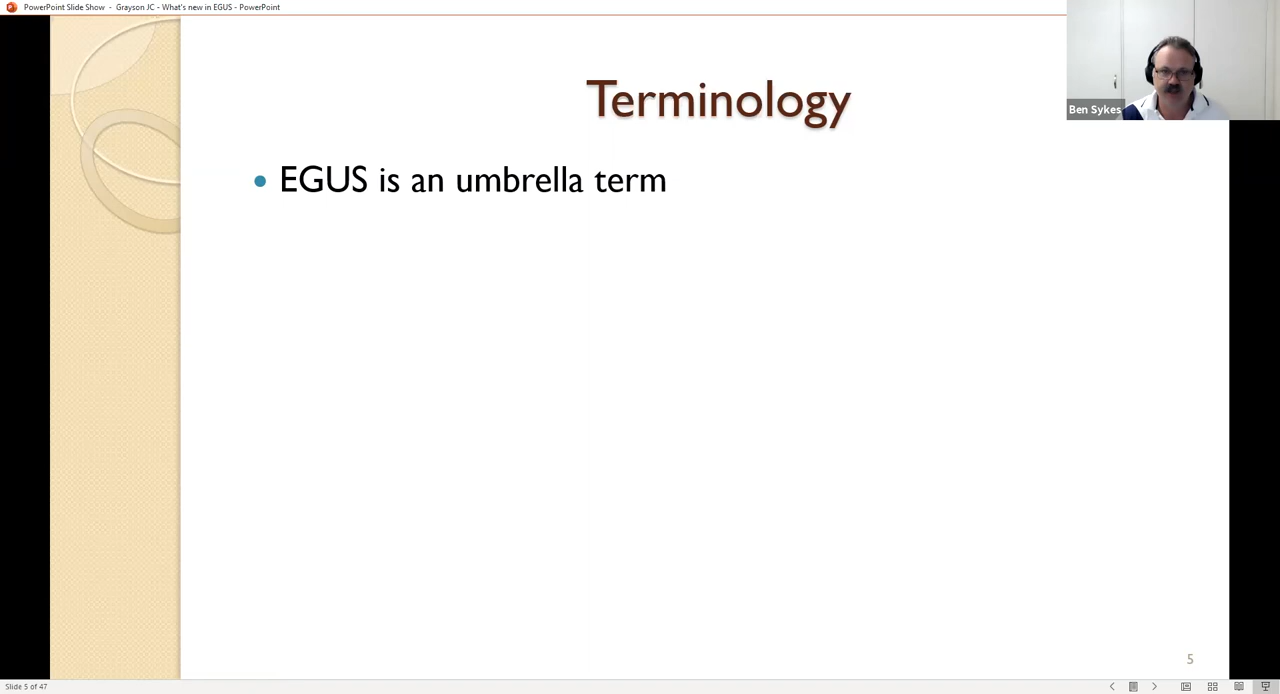 PowerPoint Slide Show - Grayson JC - What's new in EGUS - PowerPoint
Ben Sykes
Terminology
• EGUS is an umbrella term
5
Slide 5 of 47